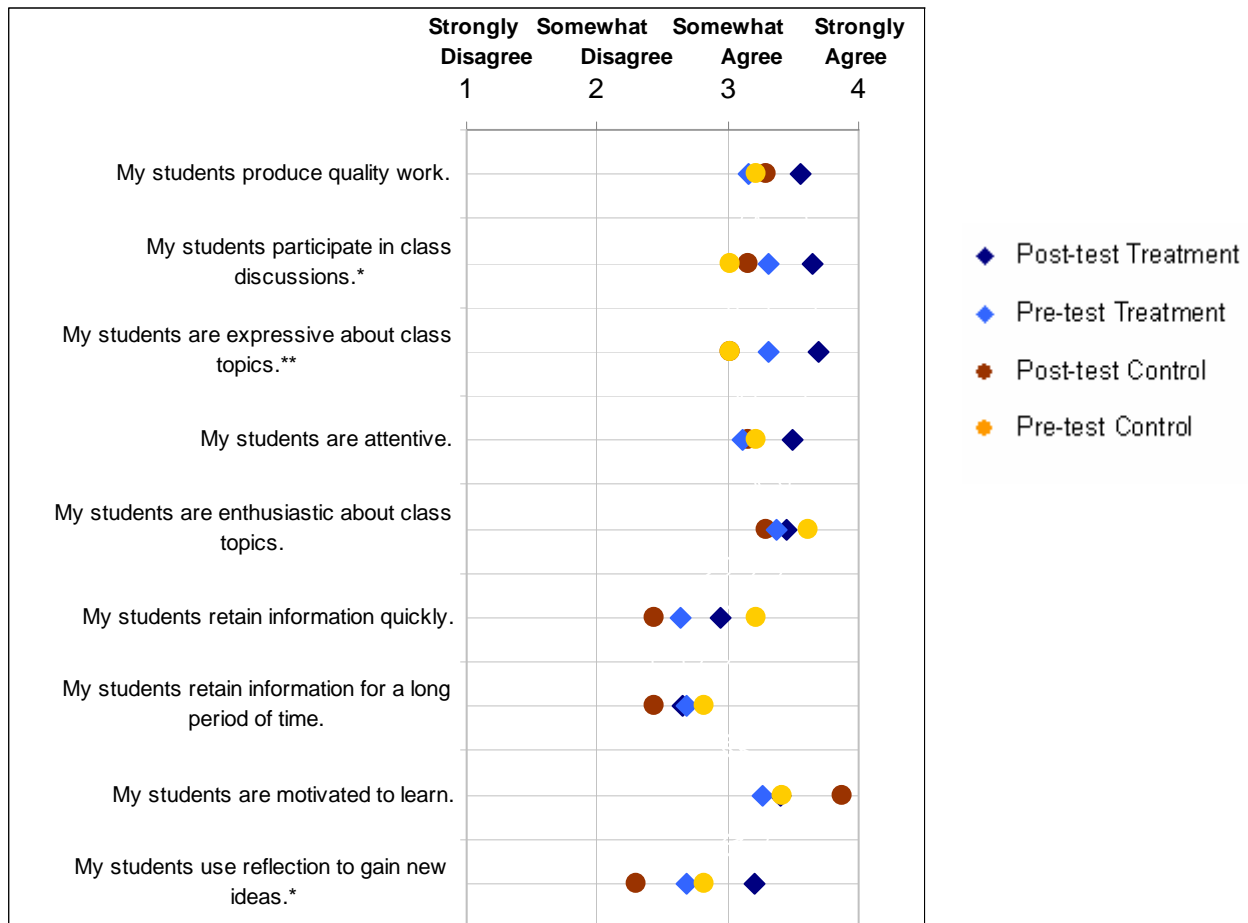 Strongly Somewhat Somewhat Strongly
Disagree Disagree Agree Agree
1 2 3 4
My students produce quality work.
My students participate in class
discussions.*
My students are expressive about class
topics.**
My students are attentive.
My students are enthusiastic about class
topics.
My students retain information quickly.
My students retain information for a long
period of time.
My students are motivated to learn.
My students use reflection to gain new
ideas.*
Post-test Treatment
Pre-test Treatment
Post-test Control
Pre-test Control